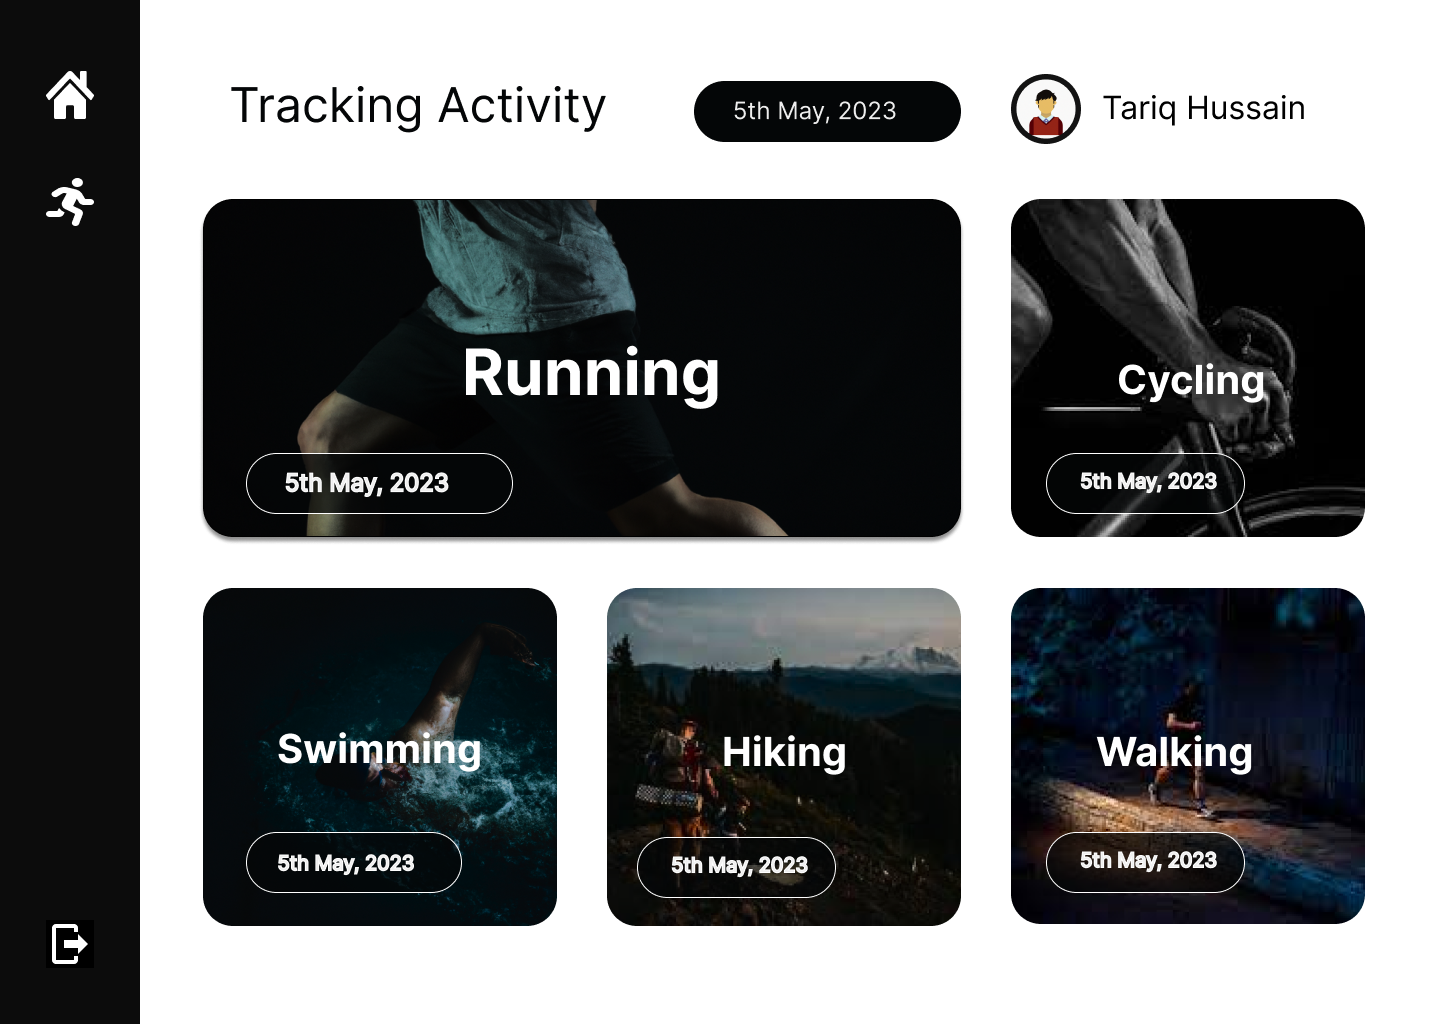 Tracking Activity
5th May, 2023
Tariq Hussain
Running
5th May, 2023
Cycling
5th May, 2023
Swimming
5th May, 2023
Hiking
5th May, 2023
Walking
5th May, 2023